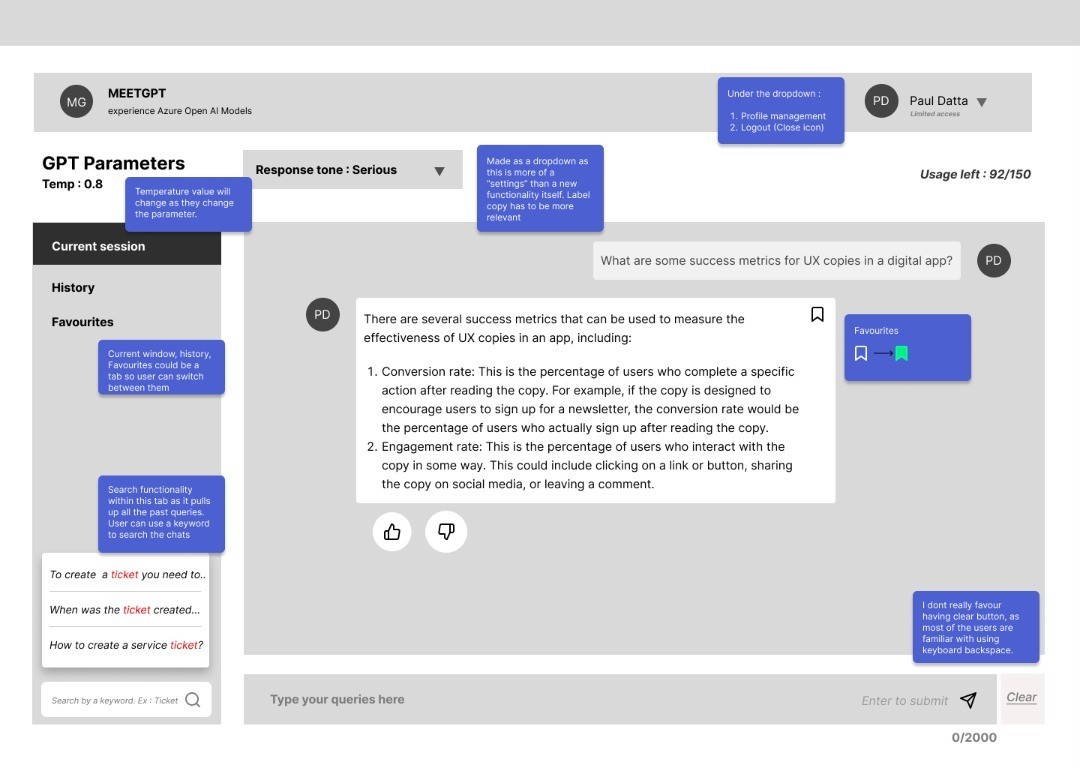 MG
MEETGPT
experience Azure Open AI Models
Under the dropdown :
1. Profile management
2. Logout (Close icon)
PD
Paul Datta
Limited access
GPT Parameters
Temp : 0.8
Temperature value will
change as they change
the parameter.
Response tone : Serious
Made as a dropdown as
this is more of a
"settings" than a new
functionality itself. Label
copy has to be more
relevant
Usage left : 92/150
Current session
History
Favourites
Current window, history,
Favourites could be a
tab so user can switch
between them
Search functionality
within this tab as it pulls
up all the past queries.
User can use a keyword
to search the chats
To create a ticket you need to..
When was the ticket created...
How to create a service ticket?
Search by a keyword. Ex : Ticket
What are some success metrics for UX copies in a digital app?
PD
PD
There are several success metrics that can be used to measure the
effectiveness of UX copies in an app, including:
1. Conversion rate: This is the percentage of users who complete a specific
action after reading the copy. For example, if the copy is designed to
encourage users to sign up for a newsletter, the conversion rate would be
the percentage of users who actually sign up after reading the copy.
2. Engagement rate: This is the percentage of users who interact with the
copy in some way. This could include clicking on a link or button, sharing
the copy on social media, or leaving a comment.
Favourites
I dont really favour
having clear button, as
most of the users are
familiar with using
keyboard backspace.
Type your queries here
Enter to submit
Clear
0/2000